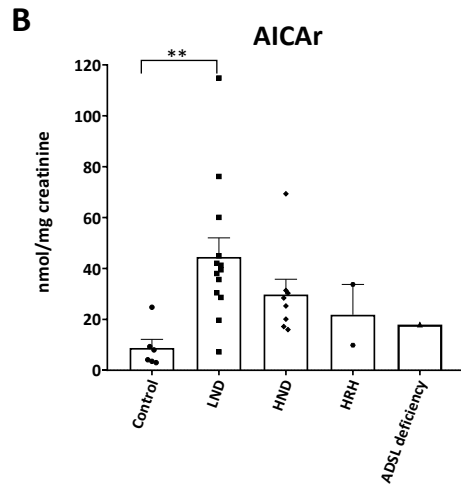 B
AICAr
**
nmol/mg creatinine
120
100
80
60
40
20
0
Control
LND
HND
HRH
ADSL deficiency